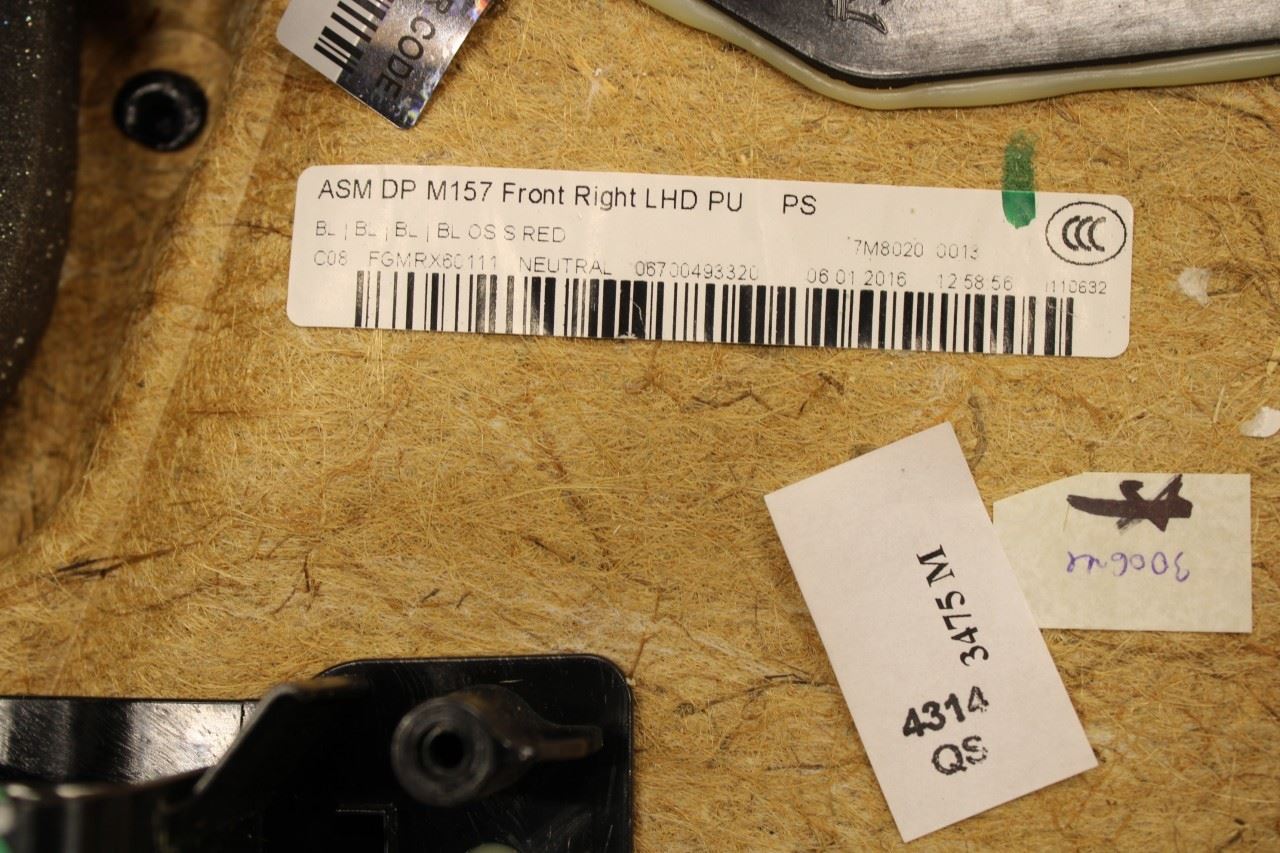 CODE
ASM DP M157 Front Right LHD PU PS
BL | BL | BL | BL OS S RED
7M8020 0013
C08 FGMRX60111 NEUTRAL 06700493320 06.01.2016 12:58:56 I110632
CCC
3475 M
4314
QS